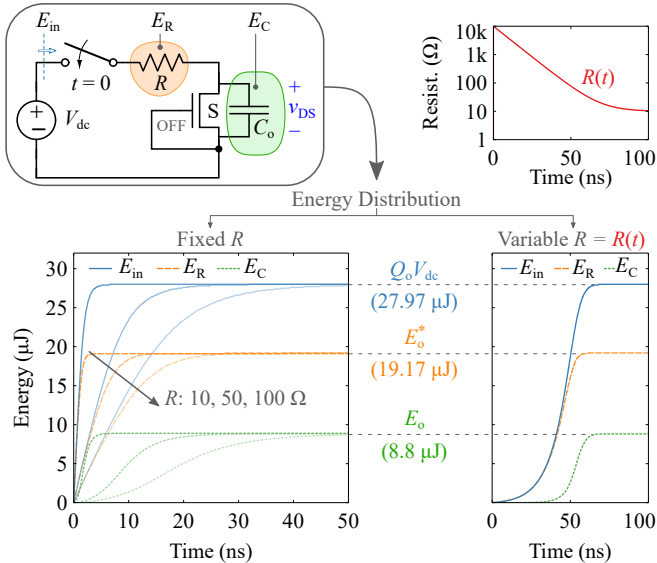 E_in
E_R
E_C
t = 0
R
V_dc
OFF
S
C_o
+
v_DS
−
Resist. (Ω)
10k
1k
100
10
1
R(t)
0
50
100
Time (ns)
Energy Distribution
Fixed R
Variable R = R(t)
Energy (μJ)
30
25
20
15
10
5
0
E_in E_R E_C
R: 10, 50, 100 Ω
0 10 20 30 40 50
Time (ns)
Q_oV_dc
(27.97 μJ)
E_o^*
(19.17 μJ)
E_o
(8.8 μJ)
E_in E_R E_C
0 50 100
Time (ns)